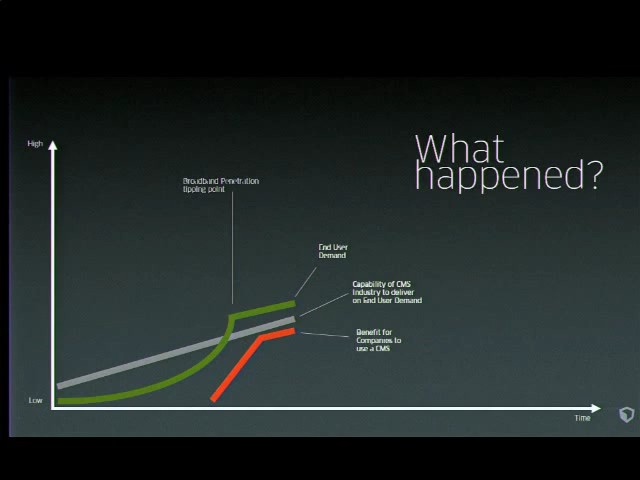 What
happened?
High
Broadband Penetration
tipping point
End User
Demand
Capability of CMS
Industry to deliver
on End User Demand
Benefit for
Companies to
use a CMS
Low
Time